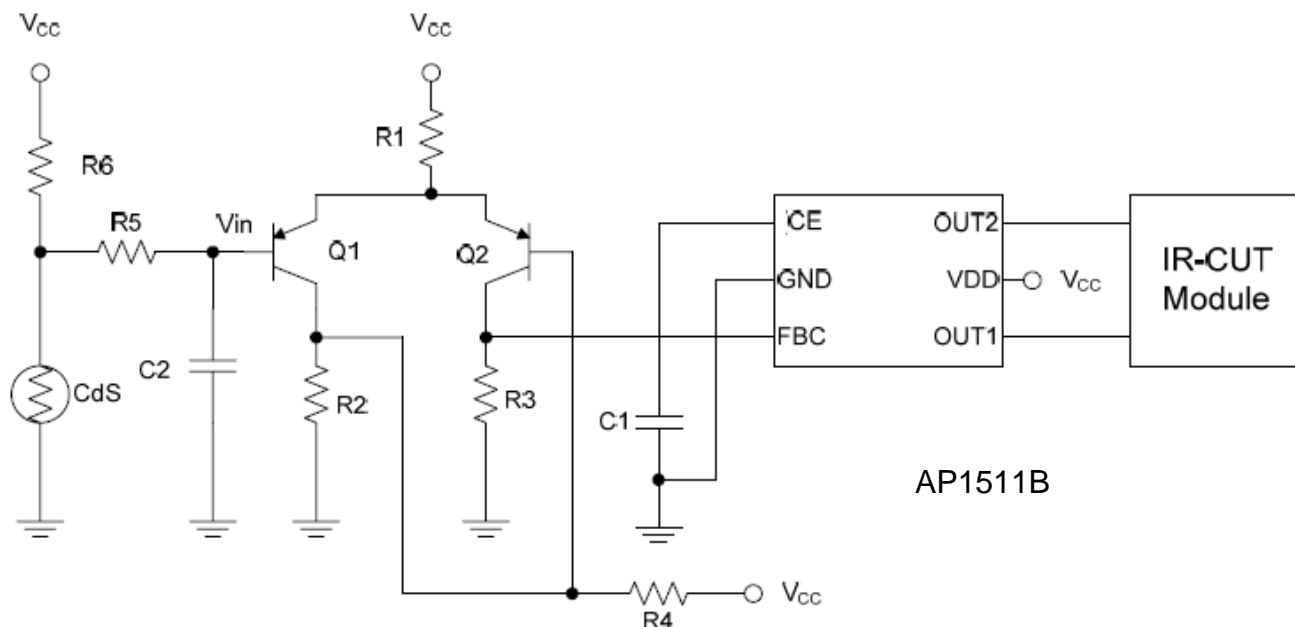 VCC
VCC
R1
R6
R5
Vin
Q1
Q2
CE
OUT2
GND
VDD
VCC
FBC
OUT1
IR-CUT
Module
C2
CdS
R2
R3
C1
AP1511B
R4
VCC